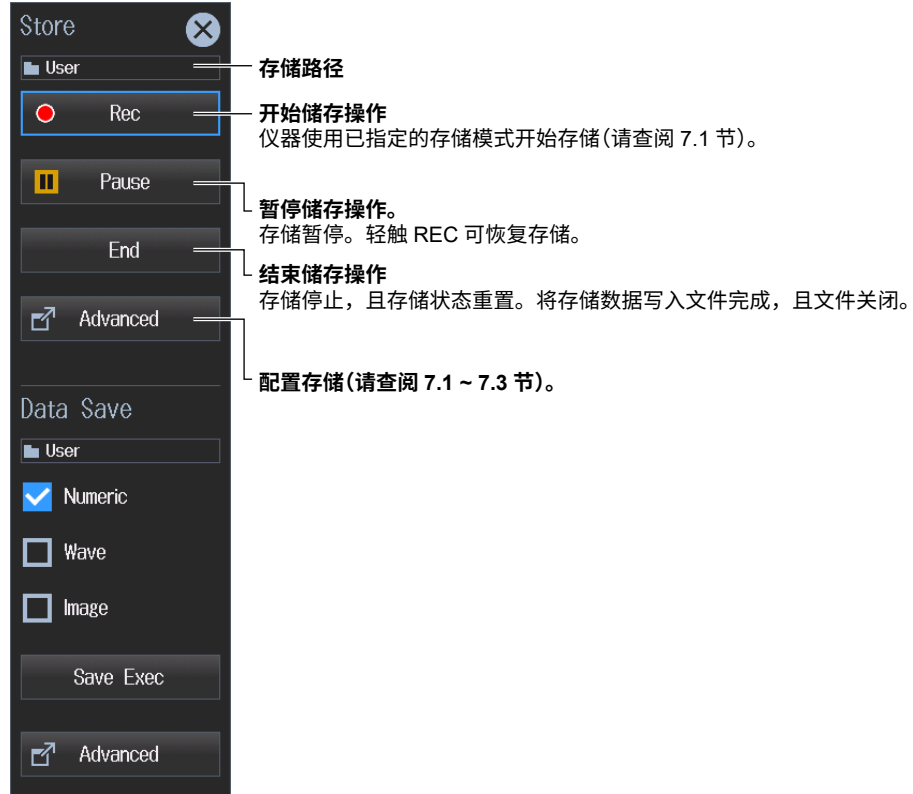 Store
User
存储路径
Rec
开始储存操作
仪器使用已指定的存储模式开始存储(请查阅 7.1 节)。
Pause
暂停储存操作。
存储暂停。轻触 REC 可恢复存储。
End
结束储存操作
存储停止，且存储状态重置。将存储数据写入文件完成，且文件关闭。
Advanced
配置存储(请查阅 7.1 ~ 7.3 节)。
Data Save
User
Numeric
Wave
Image
Save Exec
Advanced